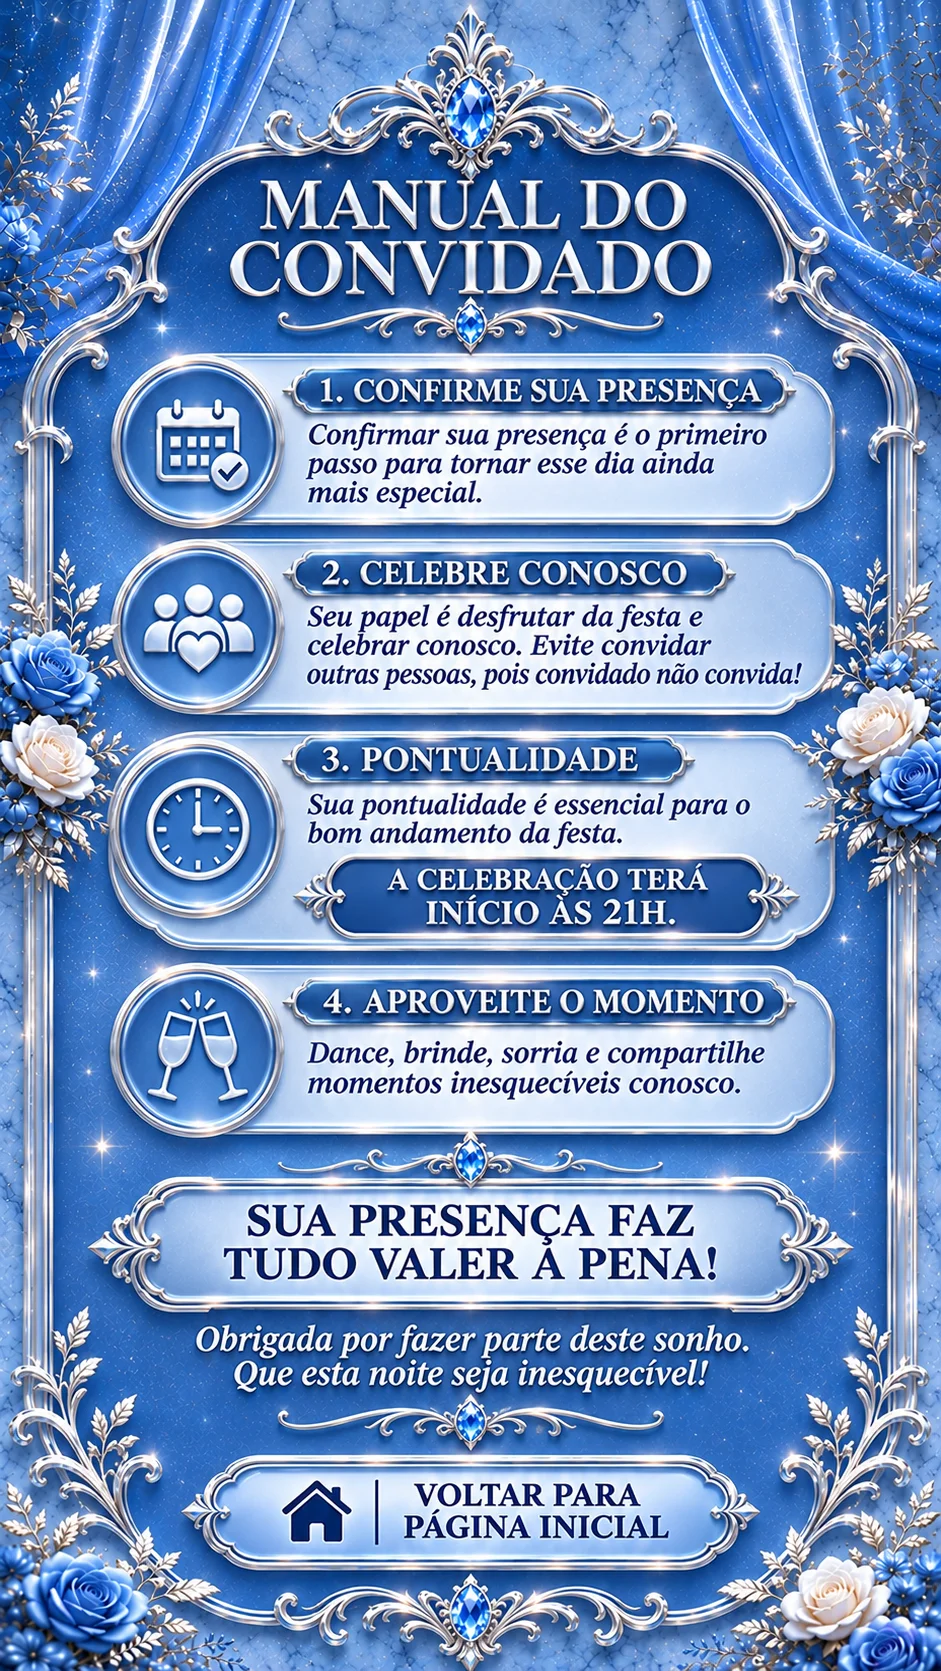 MANUAL DO
CONVIDADO
1. CONFIRME SUA PRESENÇA
Confirmar sua presença é o primeiro
passo para tornar esse dia ainda
mais especial.
2. CELEBRE CONOSCO
Seu papel é desfrutar da festa e
celebrar conosco. Evite convidar
outras pessoas, pois convidado não convida!
3. PONTUALIDADE
Sua pontualidade é essencial para o
bom andamento da festa.
A CELEBRAÇÃO TERÁ
INÍCIO ÀS 21H.
4. APROVEITE O MOMENTO
Dance, brinde, sorria e compartilhe
momentos inesquecíveis conosco.
SUA PRESENÇA FAZ
TUDO VALER A PENA!
Obrigada por fazer parte deste sonho.
Que esta noite seja inesquecível!
VOLTAR PARA
PÁGINA INICIAL